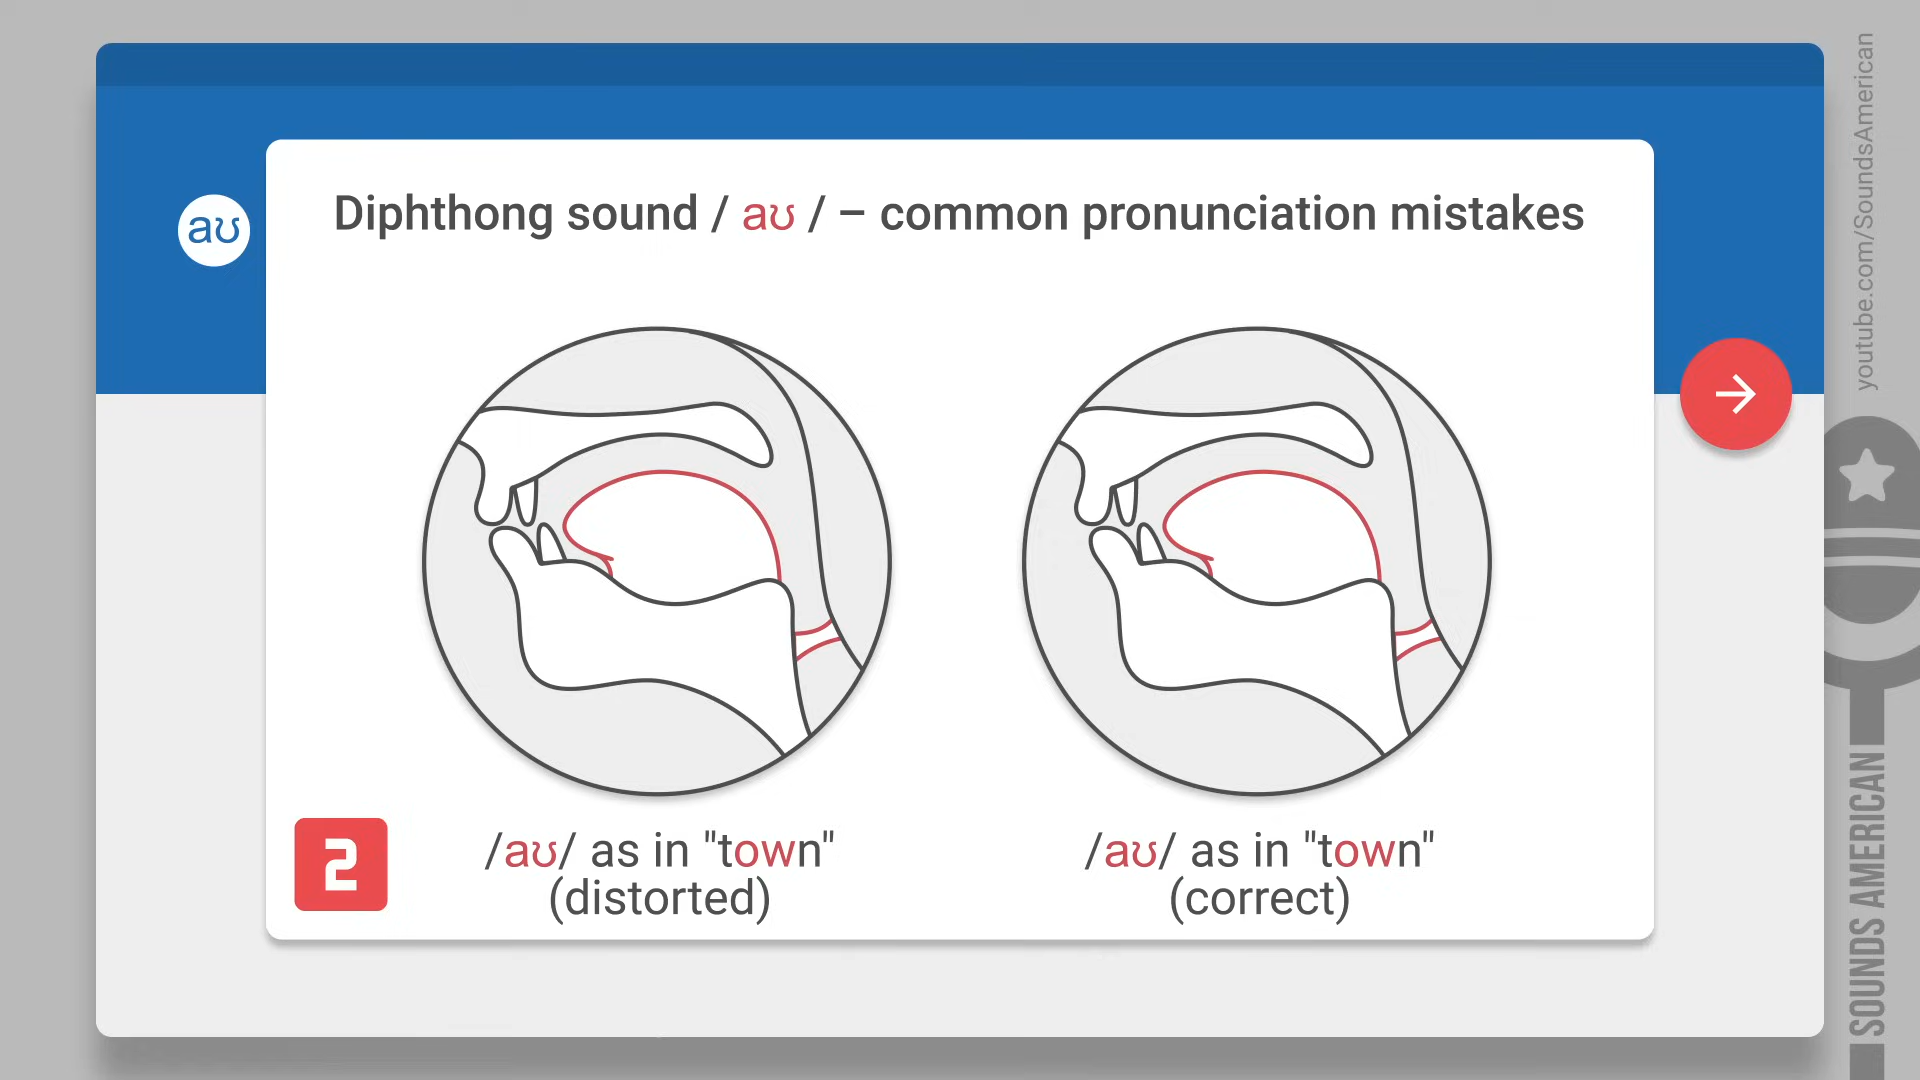 Diphthong sound / aʊ / – common pronunciation mistakes
aʊ
2
/aʊ/ as in "town"
(distorted)
/aʊ/ as in "town"
(correct)
youtube.com/SoundsAmerican
SOUNDS AMERICAN